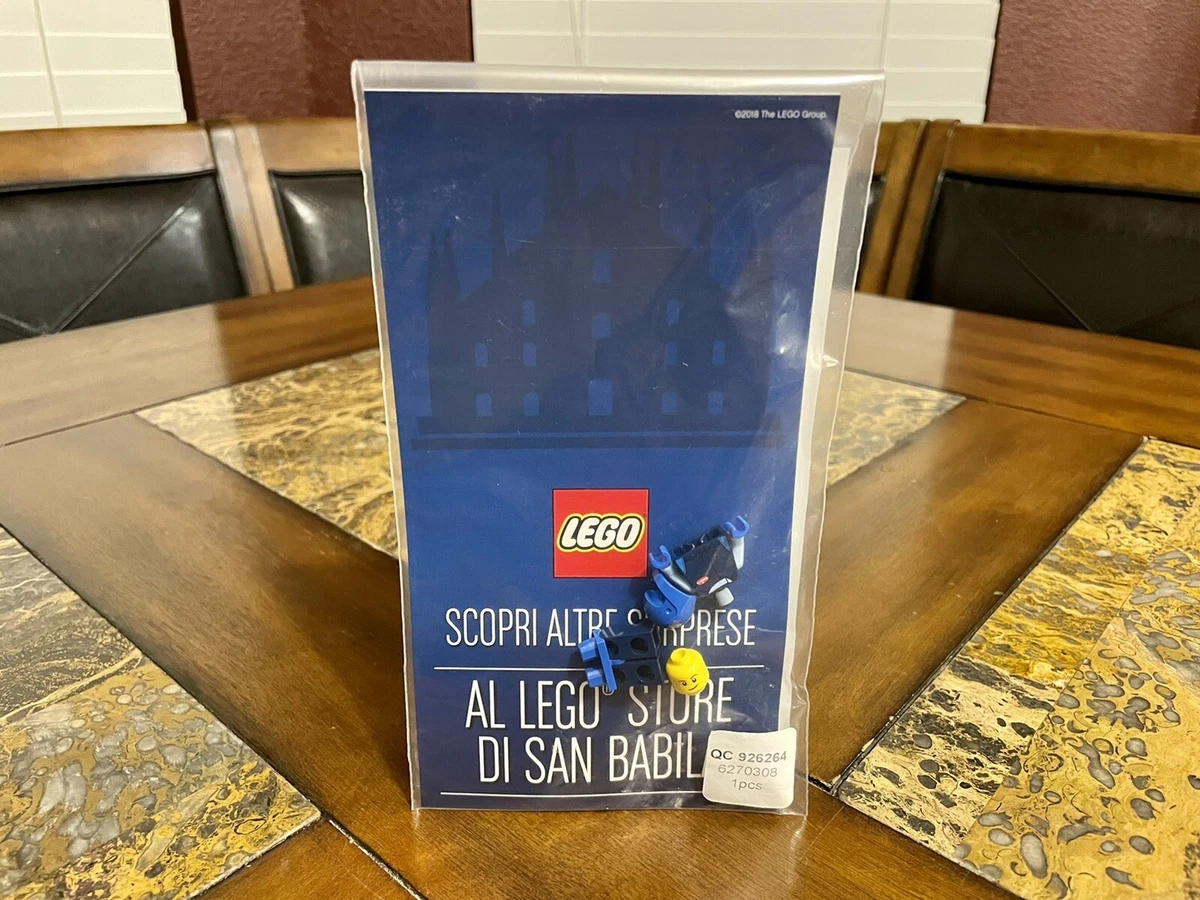 ©2018 The LEGO Group.
LEGO
SCOPRI ALTRE
AL LEGO® STORE
DI SAN
QC 926264
6270308
1pcs